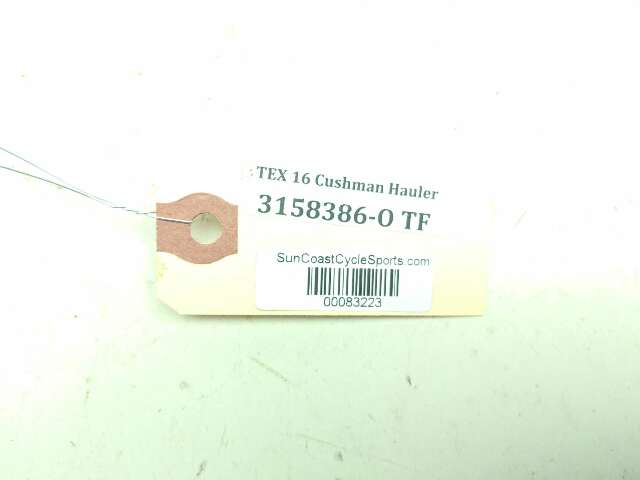 TEX 16 Cushman Hauler
3158386-O TF
SunCoastCycleSports.com
00083223